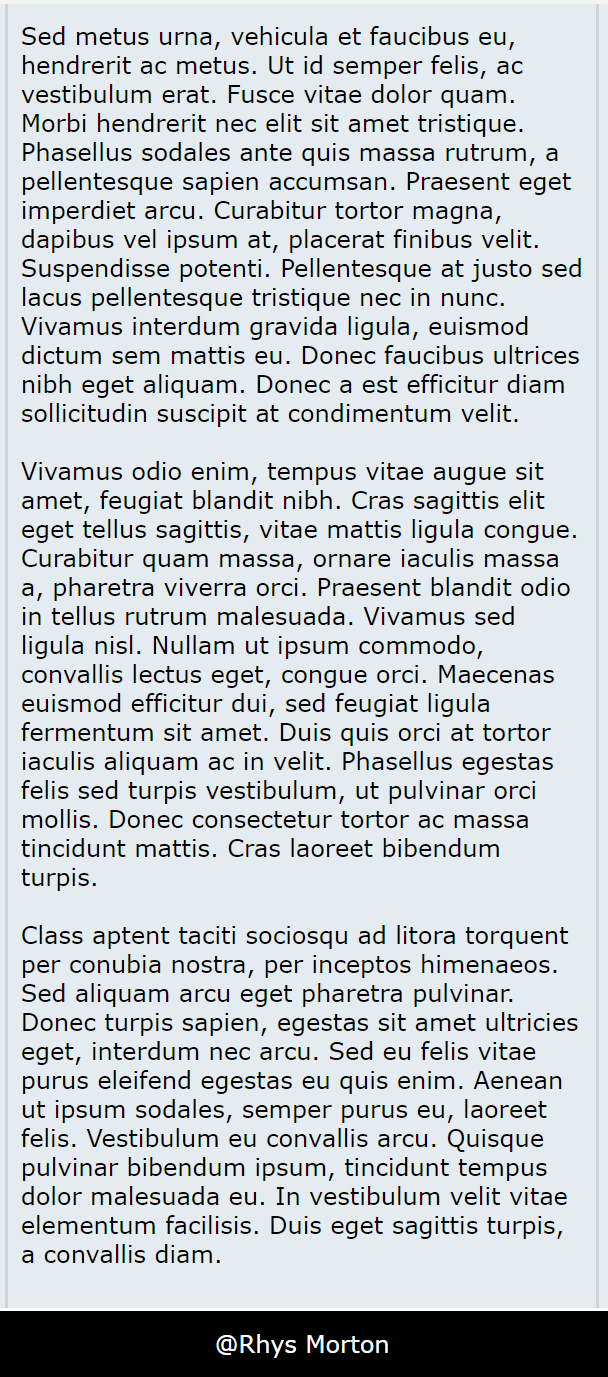 Sed metus urna, vehicula et faucibus eu,
hendrerit ac metus. Ut id semper felis, ac
vestibulum erat. Fusce vitae dolor quam.
Morbi hendrerit nec elit sit amet tristique.
Phasellus sodales ante quis massa rutrum, a
pellentesque sapien accumsan. Praesent eget
imperdiet arcu. Curabitur tortor magna,
dapibus vel ipsum at, placerat finibus velit.
Suspendisse potenti. Pellentesque at justo sed
lacus pellentesque tristique nec in nunc.
Vivamus interdum gravida ligula, euismod
dictum sem mattis eu. Donec faucibus ultrices
nibh eget aliquam. Donec a est efficitur diam
sollicitudin suscipit at condimentum velit.

Vivamus odio enim, tempus vitae augue sit
amet, feugiat blandit nibh. Cras sagittis elit
eget tellus sagittis, vitae mattis ligula congue.
Curabitur quam massa, ornare iaculis massa
a, pharetra viverra orci. Praesent blandit odio
in tellus rutrum malesuada. Vivamus sed
ligula nisl. Nullam ut ipsum commodo,
convallis lectus eget, congue orci. Maecenas
euismod efficitur dui, sed feugiat ligula
fermentum sit amet. Duis quis orci at tortor
iaculis aliquam ac in velit. Phasellus egestas
felis sed turpis vestibulum, ut pulvinar orci
mollis. Donec consectetur tortor ac massa
tincidunt mattis. Cras laoreet bibendum
turpis.

Class aptent taciti sociosqu ad litora torquent
per conubia nostra, per inceptos himenaeos.
Sed aliquam arcu eget pharetra pulvinar.
Donec turpis sapien, egestas sit amet ultricies
eget, interdum nec arcu. Sed eu felis vitae
purus eleifend egestas eu quis enim. Aenean
ut ipsum sodales, semper purus eu, laoreet
felis. Vestibulum eu convallis arcu. Quisque
pulvinar bibendum ipsum, tincidunt tempus
dolor malesuada eu. In vestibulum velit vitae
elementum facilisis. Duis eget sagittis turpis,
a convallis diam.

@Rhys Morton